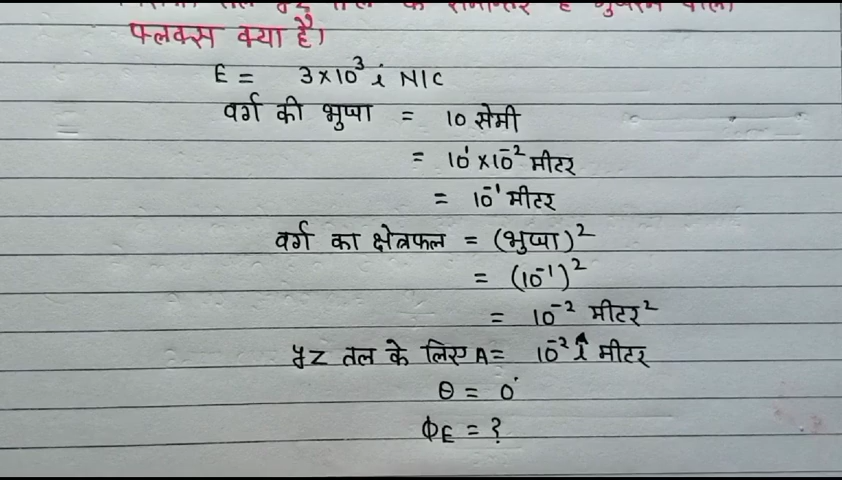 फ्लक्स क्या है।
E = 3×10³ i N/C
वर्ग की भुजा = 10 सेमी
= 10¹ ×10⁻² मीटर
= 10⁻¹ मीटर
वर्ग का क्षेत्रफल = (भुजा)²
= (10⁻¹)²
= 10⁻² मीटर²
yz तल के लिए A = 10⁻² î मीटर
θ = 0°
ΦE = ?